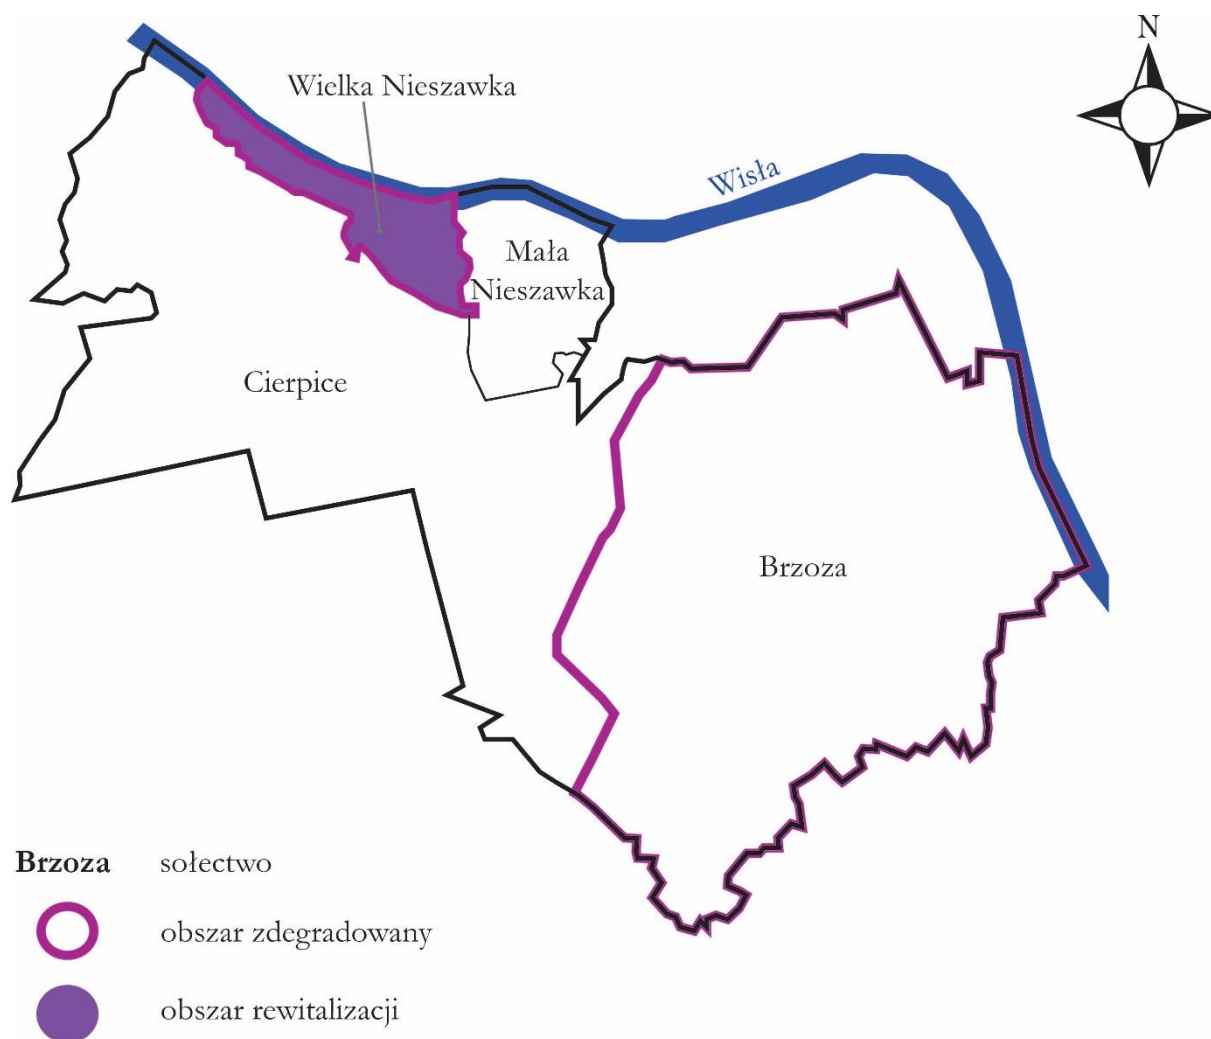 N
Wielka Nieszawka
Wisła
Mała
Nieszawka
Cierpice
Brzoza
Brzoza sołectwo
obszar zdegradowany
obszar rewitalizacji